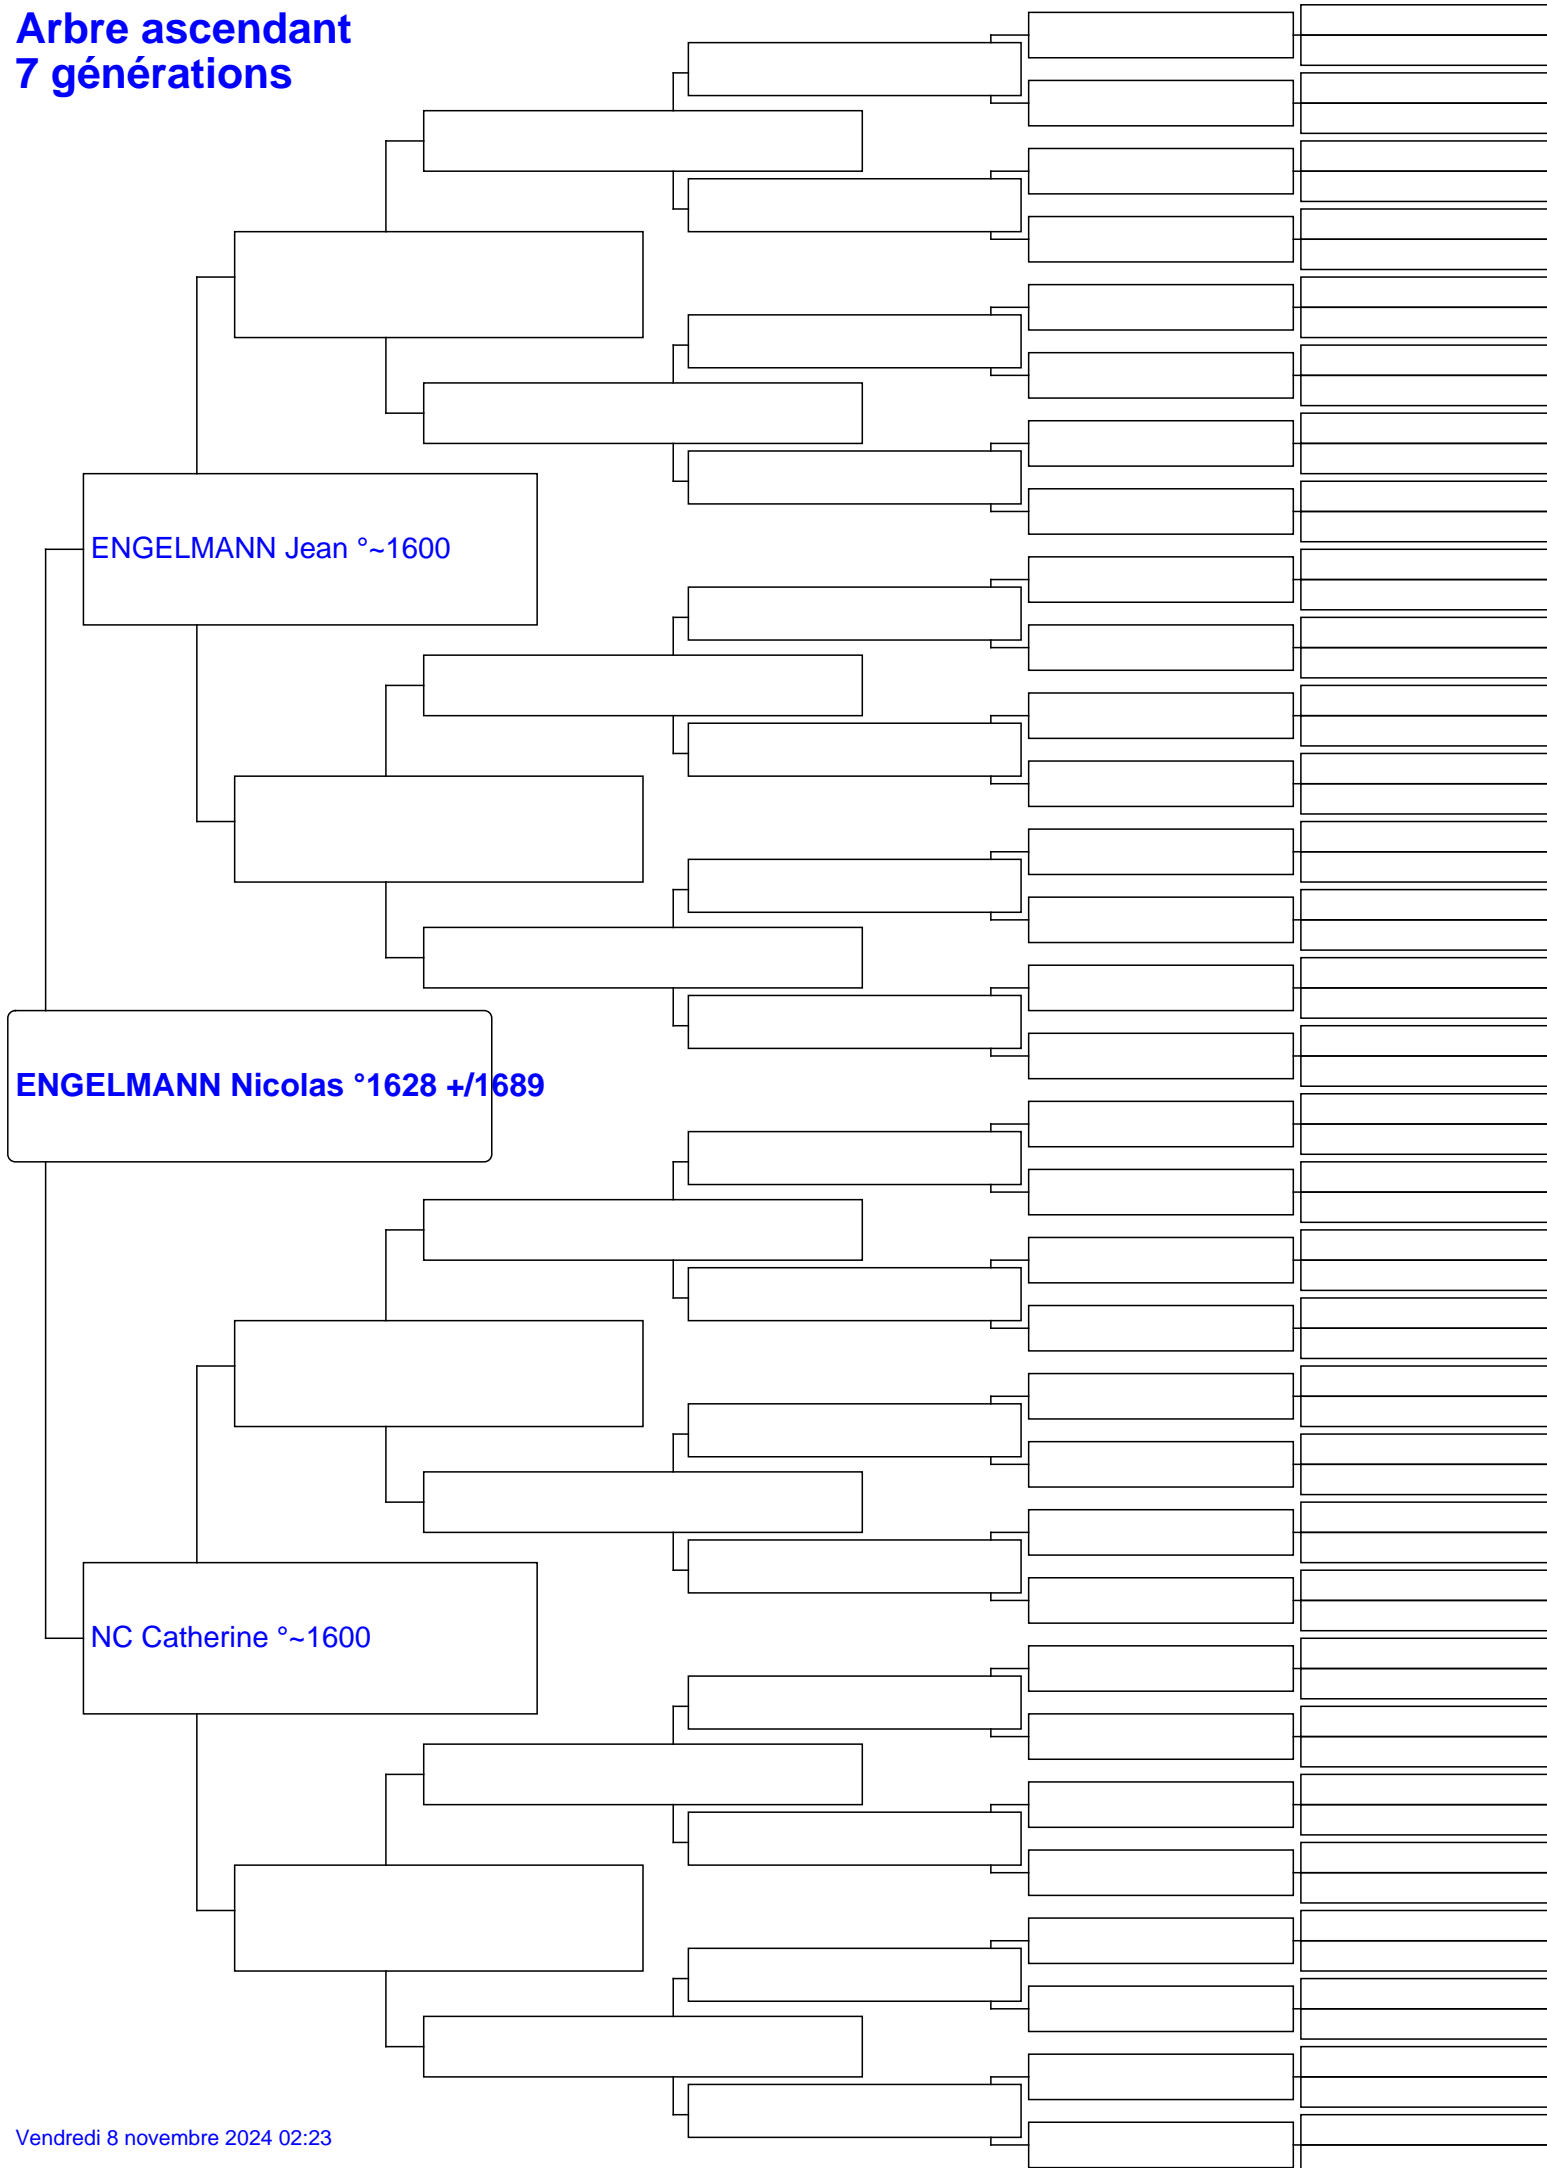 Arbre ascendant
7 générations
ENGELMANN Jean °~1600
ENGELMANN Nicolas °1628 +/1689
NC Catherine °~1600
Vendredi 8 novembre 2024 02:23